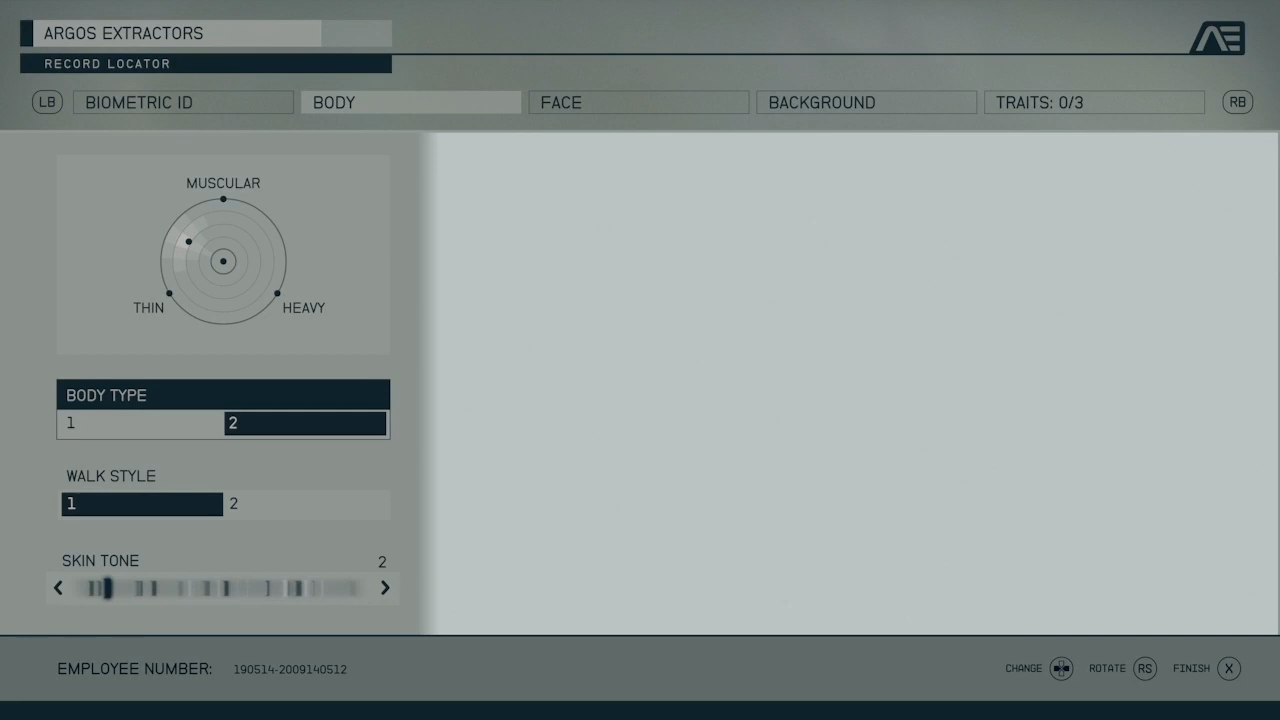 ARGOS EXTRACTORS
RECORD LOCATOR
LB BIOMETRIC ID BODY FACE BACKGROUND TRAITS: 0/3 RB
MUSCULAR
THIN HEAVY
BODY TYPE
1 2
WALK STYLE
1 2
SKIN TONE 2
EMPLOYEE NUMBER: 190514-2009140512 CHANGE ROTATE RS FINISH X